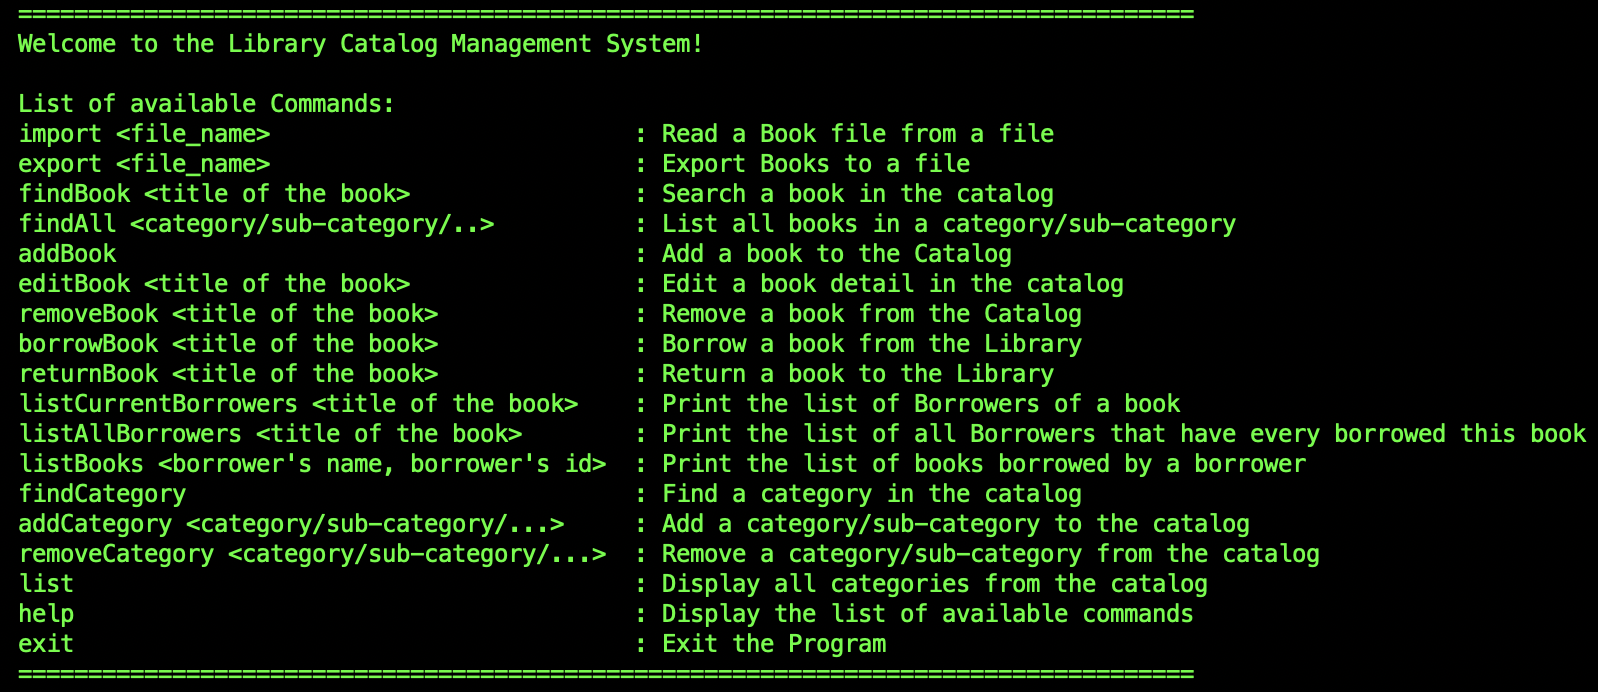 ====================================================================================
Welcome to the Library Catalog Management System!
List of available Commands:
import <file_name> : Read a Book file from a file
export <file_name> : Export Books to a file
findBook <title of the book> : Search a book in the catalog
findAll <category/sub-category/..> : List all books in a category/sub-category
addBook : Add a book to the Catalog
editBook <title of the book> : Edit a book detail in the catalog
removeBook <title of the book> : Remove a book from the Catalog
borrowBook <title of the book> : Borrow a book from the Library
returnBook <title of the book> : Return a book to the Library
listCurrentBorrowers <title of the book> : Print the list of Borrowers of a book
listAllBorrowers <title of the book> : Print the list of all Borrowers that have every borrowed this book
listBooks <borrower's name, borrower's id> : Print the list of books borrowed by a borrower
findCategory : Find a category in the catalog
addCategory <category/sub-category/...> : Add a category/sub-category to the catalog
removeCategory <category/sub-category/...> : Remove a category/sub-category from the catalog
list : Display all categories from the catalog
help : Display the list of available commands
exit : Exit the Program
====================================================================================